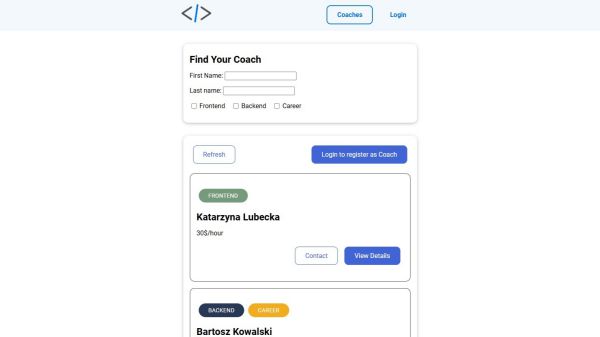 Coaches Login
Find Your Coach
First Name:
Last name:
Frontend Backend Career
Refresh Login to register as Coach
FRONTEND
Katarzyna Lubecka
30$/hour
Contact View Details
BACKEND CAREER
Bartosz Kowalski